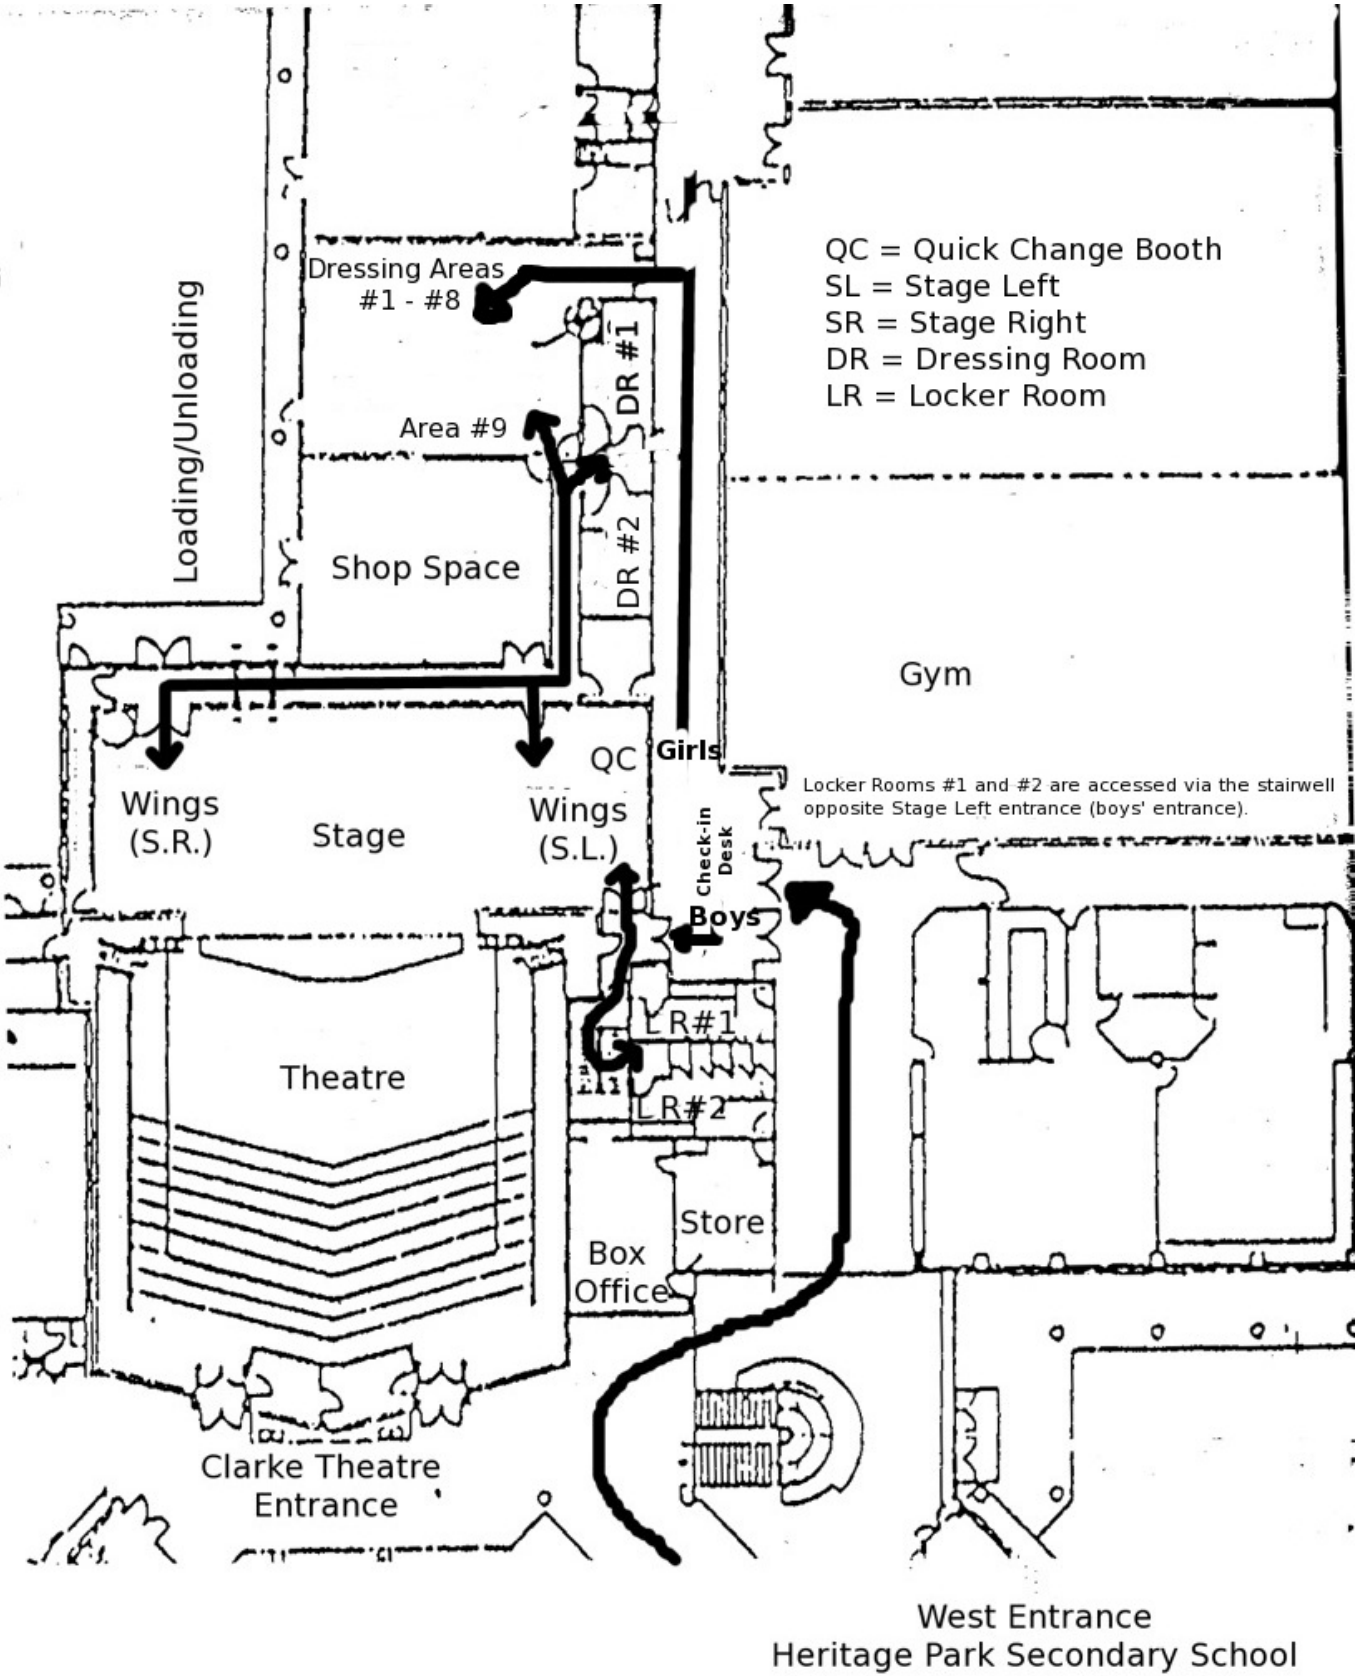 QC = Quick Change Booth
SL = Stage Left
SR = Stage Right
DR = Dressing Room
LR = Locker Room
Dressing Areas
#1 - #8
Loading/Unloading
DR #1
Area #9
DR #2
Shop Space
Gym
Girls
QC
Locker Rooms #1 and #2 are accessed via the stairwell
opposite Stage Left entrance (boys' entrance).
Wings
(S.R.)
Stage
Wings
(S.L.)
Check-in
Desk
Boys
L R#1
Theatre
L R#2
Store
Box
Office
Clarke Theatre
Entrance
West Entrance
Heritage Park Secondary School